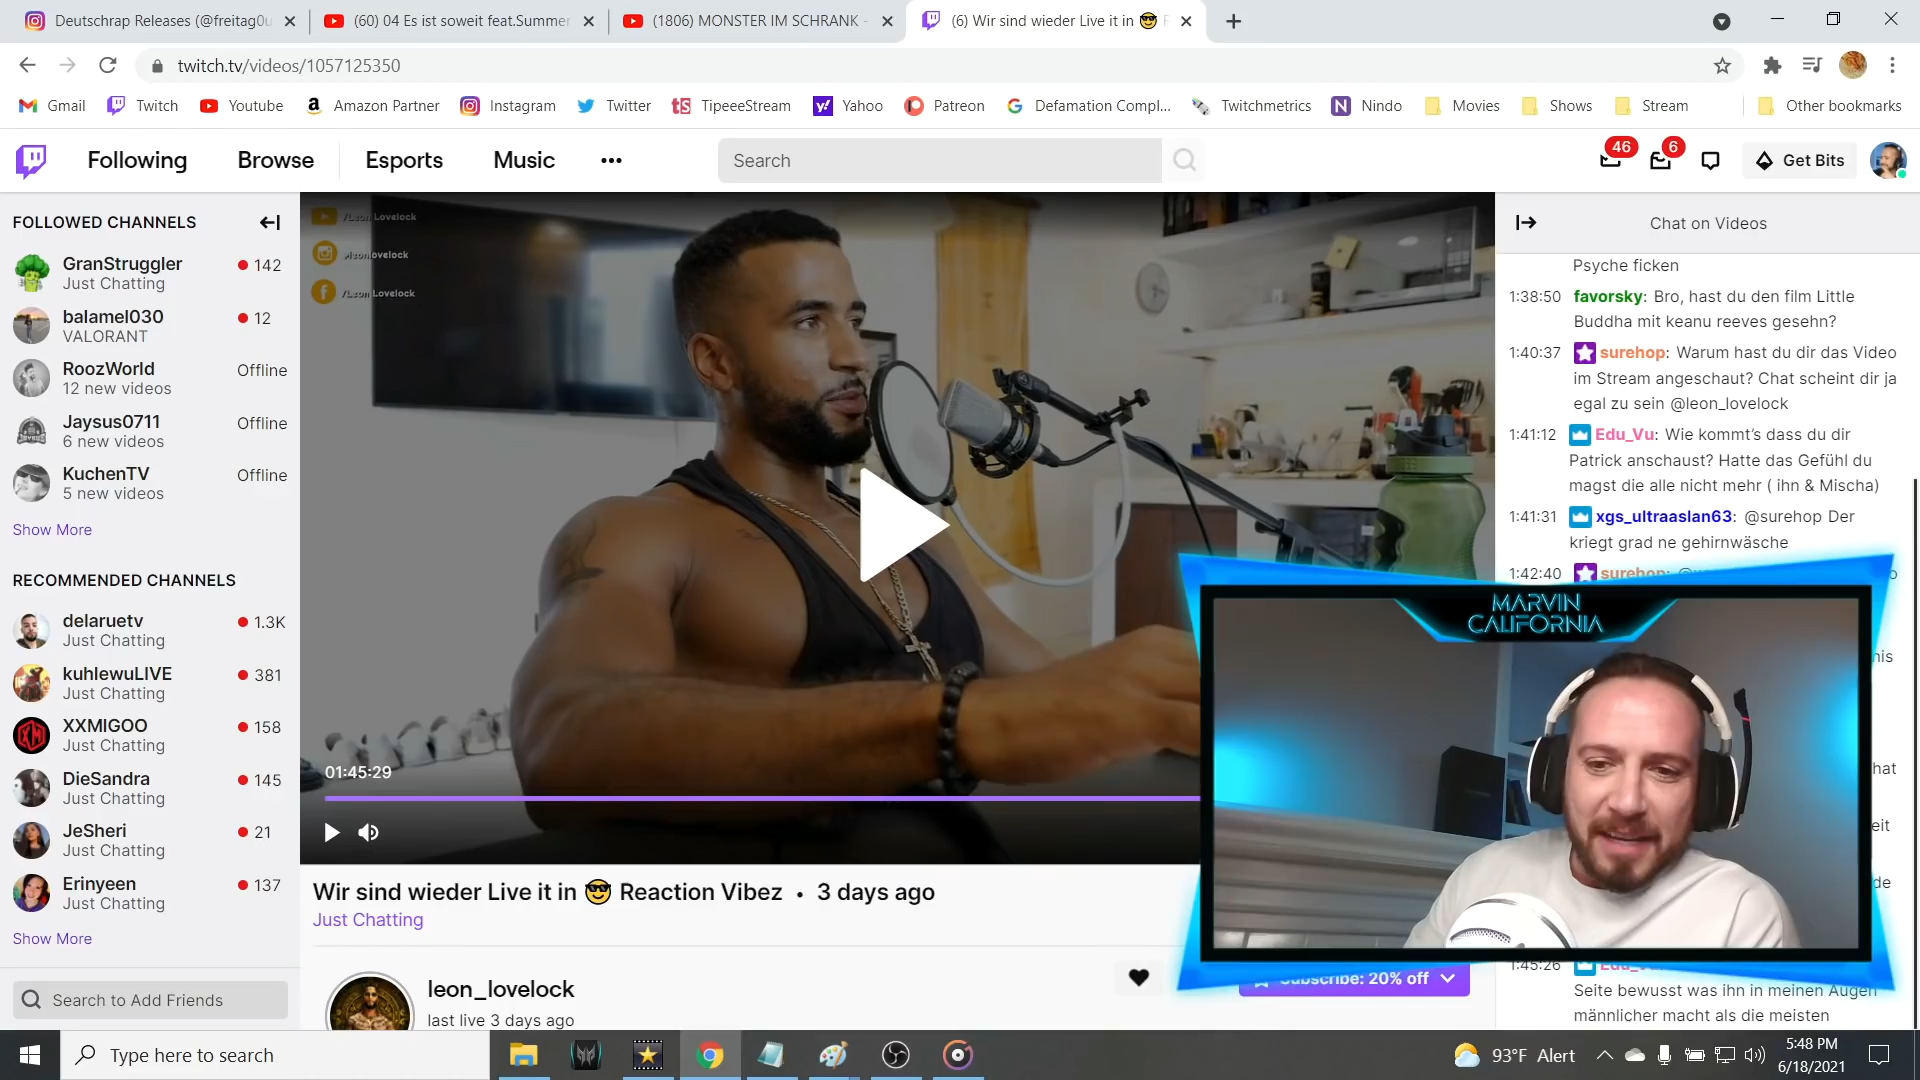 Deutschrap Releases (@freitag0u
(60) 04 Es ist soweit feat.Summer
(1806) MONSTER IM SCHRANK -
(6) Wir sind wieder Live it in 😎 R
twitch.tv/videos/1057125350
Gmail
Twitch
Youtube
Amazon Partner
Instagram
Twitter
TipeeeStream
Yahoo
Patreon
Defamation Compl...
Twitchmetrics
Nindo
Movies
Shows
Stream
Other bookmarks
Following
Browse
Esports
Music
Search
46
6
Get Bits
FOLLOWED CHANNELS
GranStruggler
142
Just Chatting
balamel030
12
VALORANT
RoozWorld
Offline
12 new videos
Jaysus0711
Offline
6 new videos
KuchenTV
Offline
5 new videos
Show More
RECOMMENDED CHANNELS
delaruetv
1.3K
Just Chatting
kuhlewuLIVE
381
Just Chatting
XXMIGOO
158
Just Chatting
DieSandra
145
Just Chatting
JeSheri
21
Just Chatting
Erinyeen
137
Just Chatting
Show More
Search to Add Friends
/Leon Lovelock
/Leon Lovelock
01:45:29
Wir sind wieder Live it in 😎 Reaction Vibez • 3 days ago
Just Chatting
leon_lovelock
last live 3 days ago
Subscribe: 20% off
Chat on Videos
Psyche ficken
1:38:50 favorsky: Bro, hast du den film Little
Buddha mit keanu reeves gesehn?
1:40:37 surehop: Warum hast du dir das Video
im Stream angeschaut? Chat scheint dir ja
egal zu sein @leon_lovelock
1:41:12 Edu_Vu: Wie kommt's dass du dir
Patrick anschaust? Hatte das Gefühl du
magst die alle nicht mehr ( ihn & Mischa)
1:41:31 xgs_ultraaslan63: @surehop Der
kriegt grad ne gehirnwäsche
1:42:40 surehop:
MARVIN
CALIFORNIA
1:45:26
Seite bewusst was ihn in meinen Augen
männlicher macht als die meisten
Type here to search
93°F Alert
5:48 PM
6/18/2021